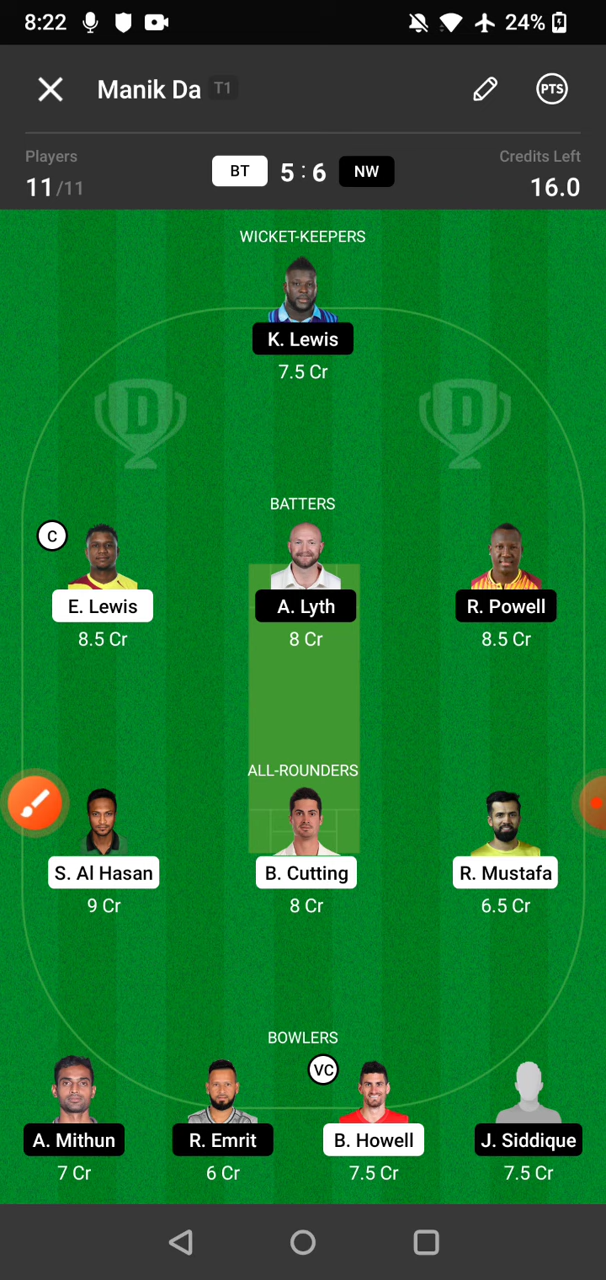 8:22
24%
Manik Da T1
PTS
Players
Credits Left
11/11
BT 5 : 6 NW
16.0
WICKET-KEEPERS
K. Lewis
7.5 Cr
D D
BATTERS
C
E. Lewis A. Lyth R. Powell
8.5 Cr 8 Cr 8.5 Cr
ALL-ROUNDERS
S. Al Hasan B. Cutting R. Mustafa
9 Cr 8 Cr 6.5 Cr
BOWLERS
VC
A. Mithun R. Emrit B. Howell J. Siddique
7 Cr 6 Cr 7.5 Cr 7.5 Cr